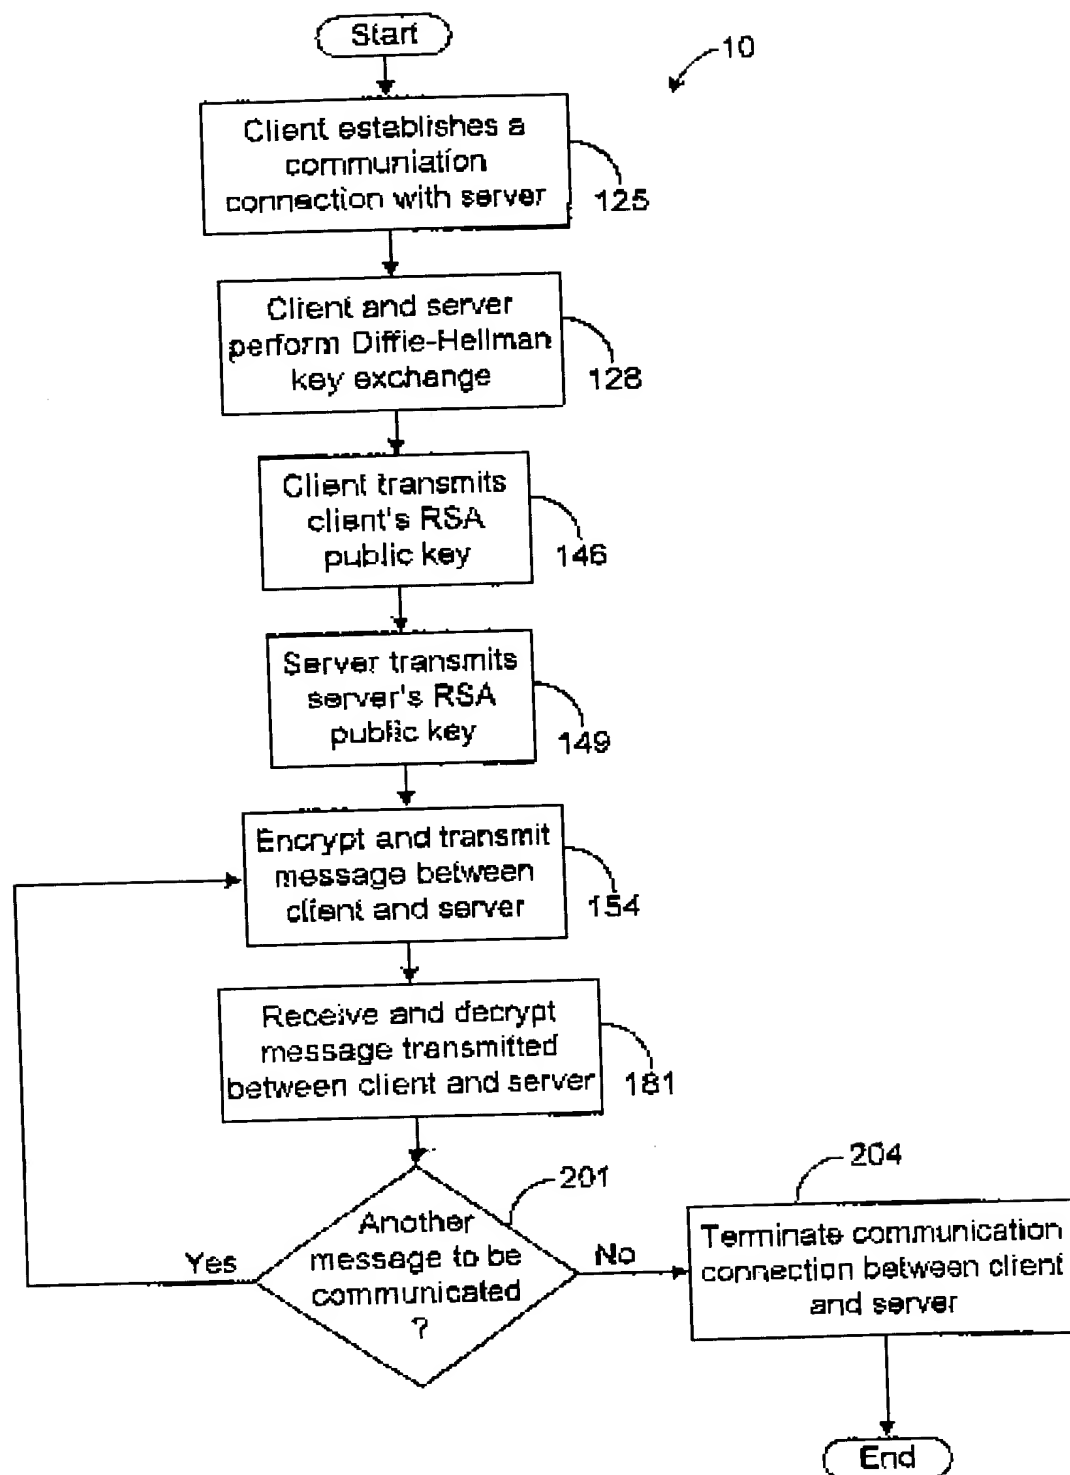 Start
10
Client establishes a
communiation
connection with server
125
Client and server
perform Diffie-Hellman
key exchange
128
Client transmits
client's RSA
public key
146
Server transmits
server's RSA
public key
149
Encrypt and transmit
message between
client and server
154
Receive and decrypt
message transmitted
between client and server
181
Another
message to be
communicated
?
201
Yes
No
204
Terminate communication
connection between client
and server
End